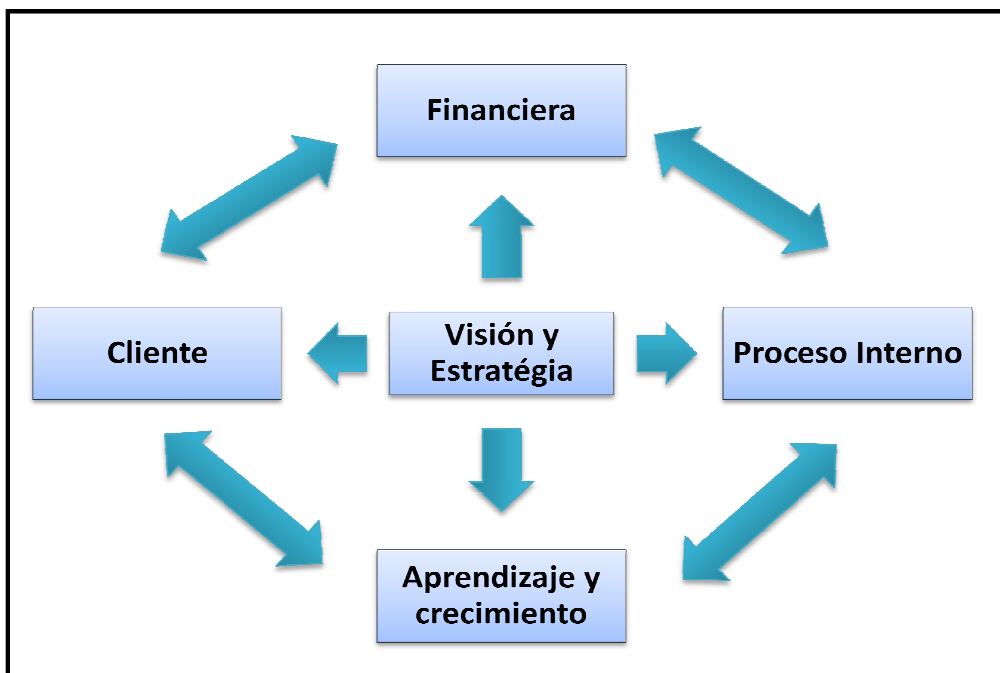 Financiera
Cliente
Visión y
Estratégia
Proceso Interno
Aprendizaje y
crecimiento